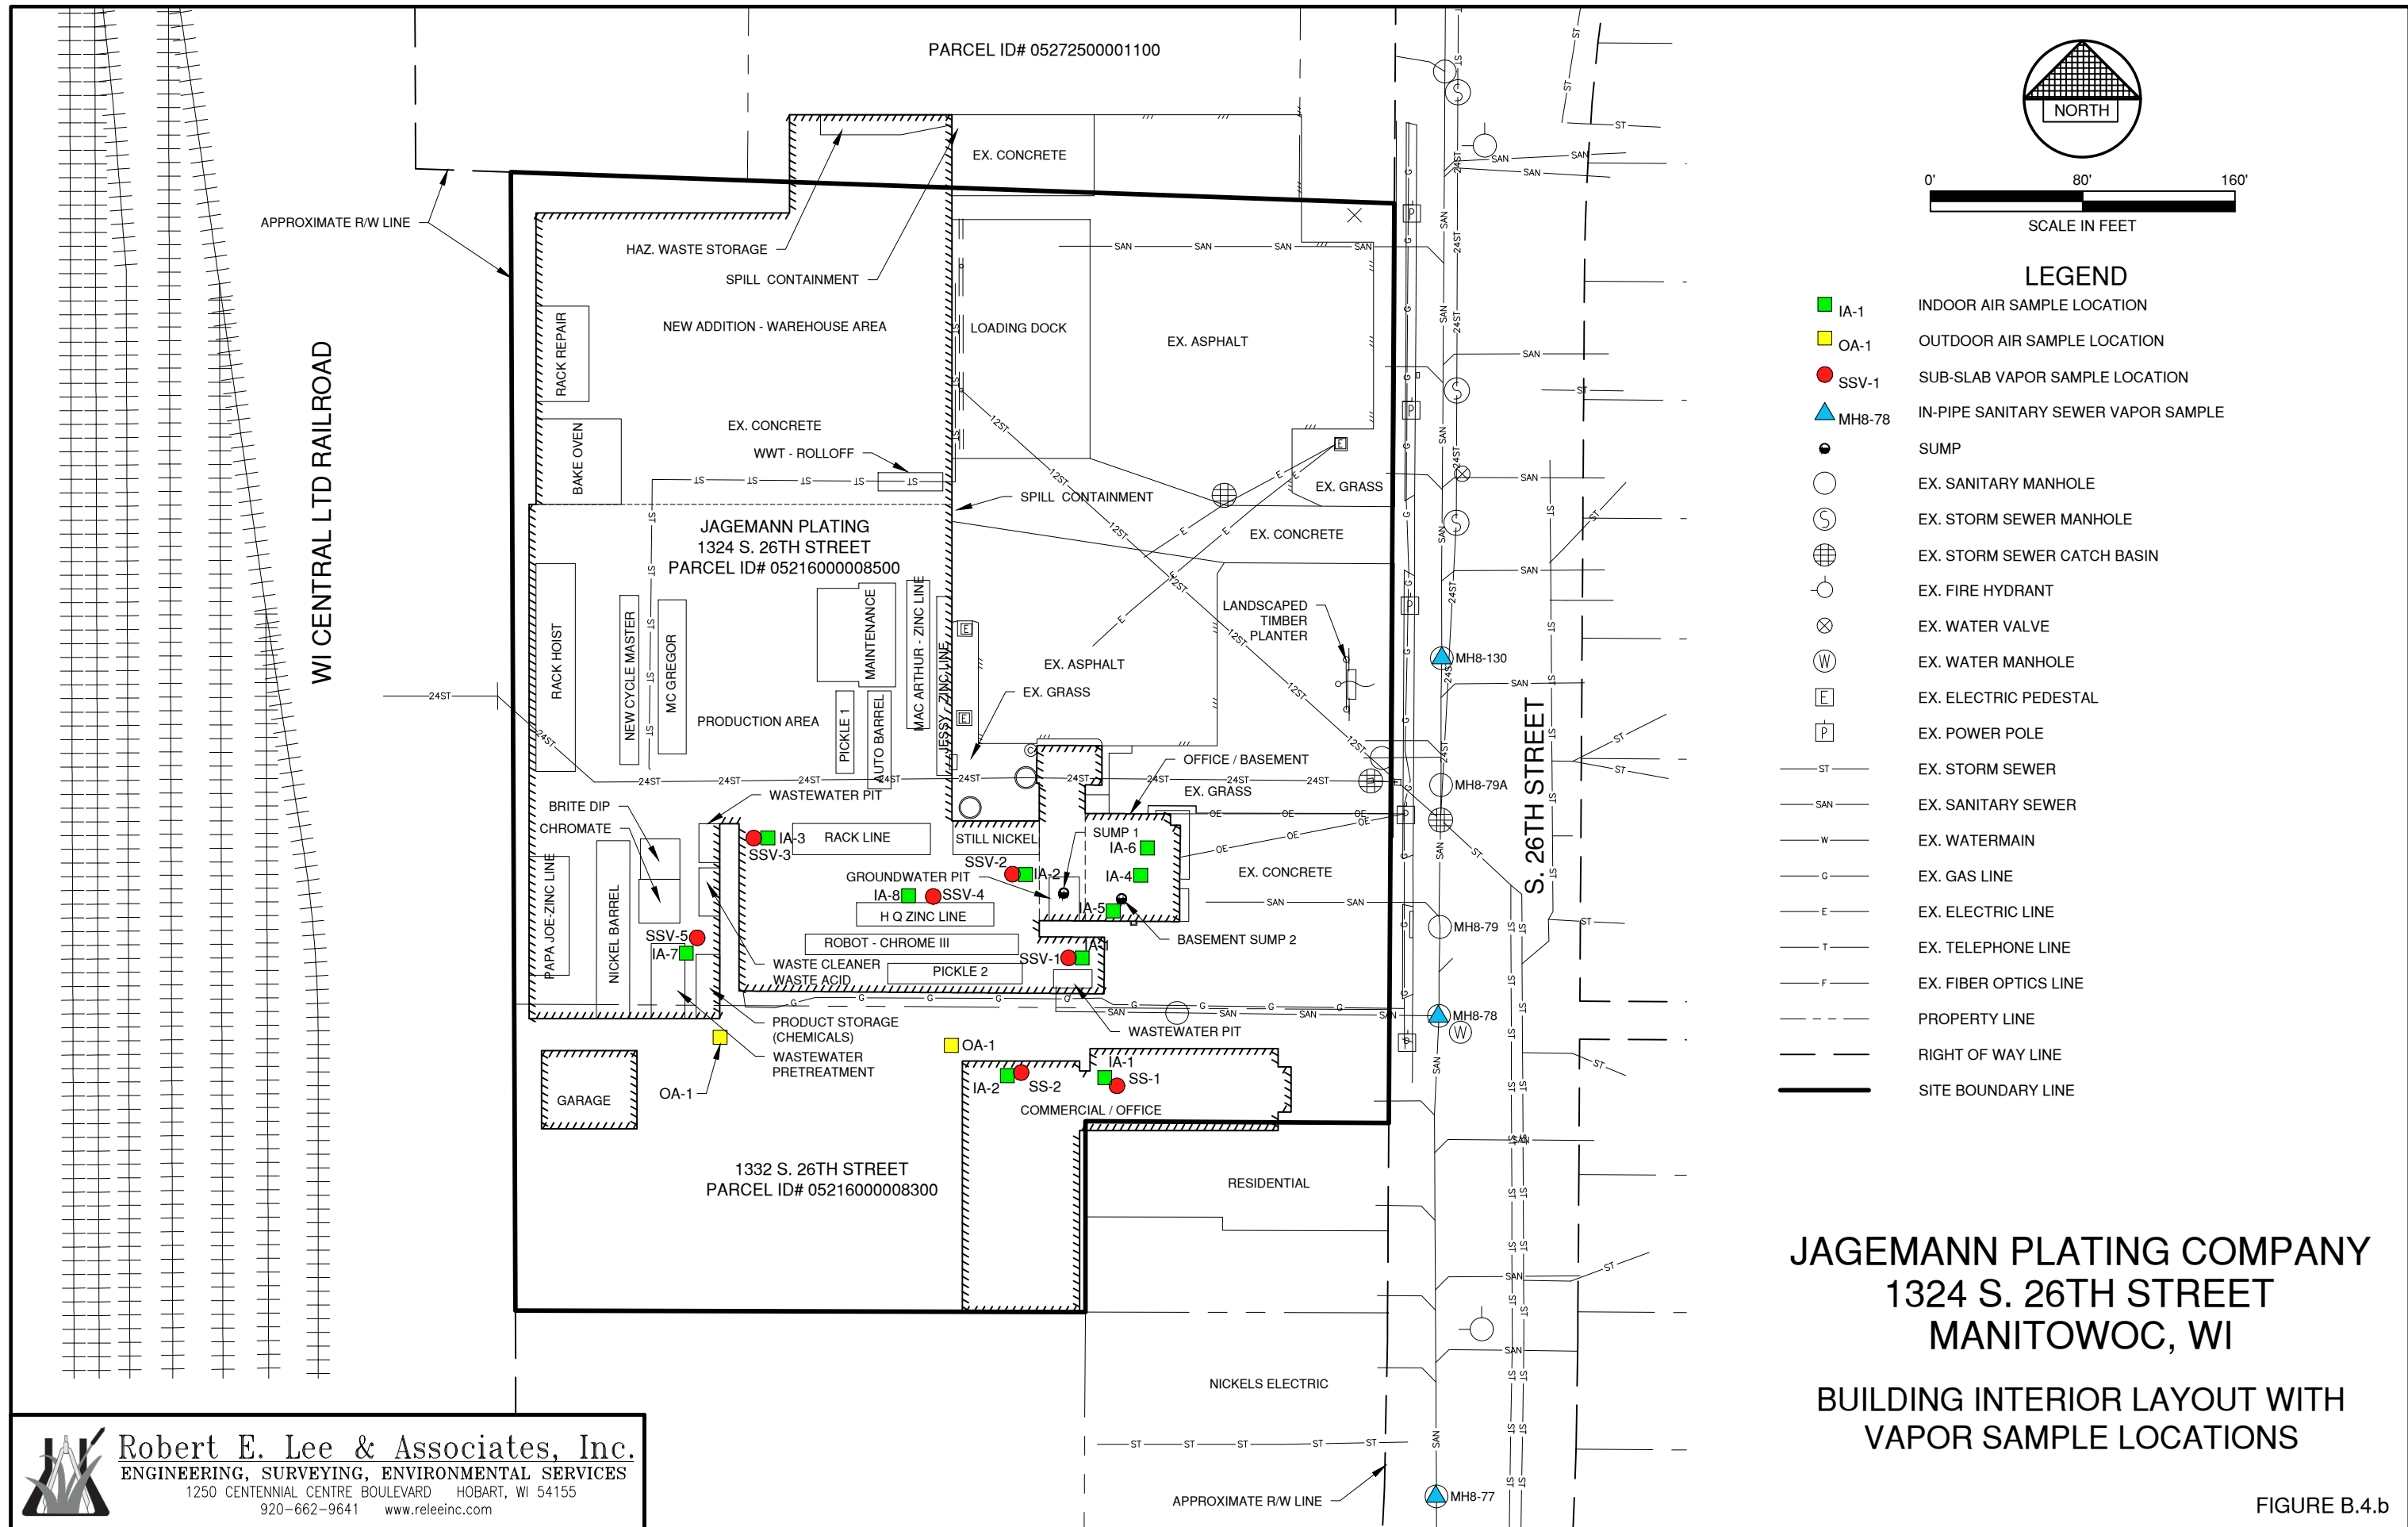 PARCEL ID# 05272500001100
NORTH
0' 80' 160'
SCALE IN FEET
LEGEND
IA-1 INDOOR AIR SAMPLE LOCATION
OA-1 OUTDOOR AIR SAMPLE LOCATION
SSV-1 SUB-SLAB VAPOR SAMPLE LOCATION
MH8-78 IN-PIPE SANITARY SEWER VAPOR SAMPLE
SUMP
EX. SANITARY MANHOLE
S EX. STORM SEWER MANHOLE
EX. STORM SEWER CATCH BASIN
EX. FIRE HYDRANT
EX. WATER VALVE
W EX. WATER MANHOLE
E EX. ELECTRIC PEDESTAL
P EX. POWER POLE
ST EX. STORM SEWER
SAN EX. SANITARY SEWER
W EX. WATERMAIN
G EX. GAS LINE
E EX. ELECTRIC LINE
T EX. TELEPHONE LINE
F EX. FIBER OPTICS LINE
PROPERTY LINE
RIGHT OF WAY LINE
SITE BOUNDARY LINE
APPROXIMATE R/W LINE
WI CENTRAL LTD RAILROAD
EX. CONCRETE
HAZ. WASTE STORAGE
SPILL CONTAINMENT
NEW ADDITION - WAREHOUSE AREA
LOADING DOCK
EX. ASPHALT
RACK REPAIR
BAKE OVEN
EX. CONCRETE
WWT - ROLLOFF
SPILL CONTAINMENT
EX. GRASS
EX. CONCRETE
JAGEMANN PLATING
1324 S. 26TH STREET
PARCEL ID# 05216000008500
RACK HOIST
NEW CYCLE MASTER
MC GREGOR
MAINTENANCE
MAC ARTHUR - ZINC LINE
JESSY ZINC LINE
PICKLE 1
AUTO BARREL
PRODUCTION AREA
LANDSCAPED
TIMBER
PLANTER
EX. ASPHALT
EX. GRASS
MH8-130
S. 26TH STREET
OFFICE / BASEMENT
EX. GRASS
MH8-79A
WASTEWATER PIT
BRITE DIP
CHROMATE
IA-3
SSV-3
RACK LINE
STILL NICKEL
SUMP 1
IA-6
SSV-2
IA-2
IA-4
GROUNDWATER PIT
IA-8
SSV-4
H Q ZINC LINE
IA-5
EX. CONCRETE
MH8-79
PAPA JOE-ZINC LINE
NICKEL BARREL
SSV-5
IA-7
ROBOT - CHROME III
PICKLE 2
BASEMENT SUMP 2
IA-1
SSV-1
WASTE CLEANER
WASTE ACID
PRODUCT STORAGE
(CHEMICALS)
WASTEWATER
PRETREATMENT
WASTEWATER PIT
MH8-78
W
OA-1
OA-1
GARAGE
IA-1
IA-2
SS-2
SS-1
COMMERCIAL / OFFICE
1332 S. 26TH STREET
PARCEL ID# 05216000008300
RESIDENTIAL
NICKELS ELECTRIC
APPROXIMATE R/W LINE
MH8-77
JAGEMANN PLATING COMPANY
1324 S. 26TH STREET
MANITOWOC, WI
BUILDING INTERIOR LAYOUT WITH
VAPOR SAMPLE LOCATIONS
FIGURE B.4.b
Robert E. Lee & Associates, Inc.
ENGINEERING, SURVEYING, ENVIRONMENTAL SERVICES
1250 CENTENNIAL CENTRE BOULEVARD HOBART, WI 54155
920-662-9641 www.releeinc.com